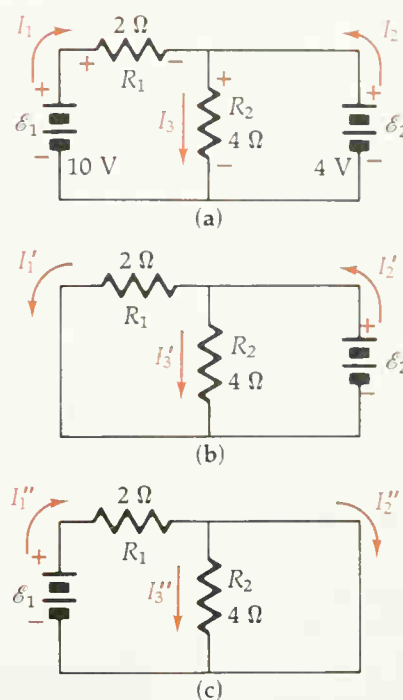 I₁ 2 Ω I₂
+ − + +
+ R₁ R₂ +
ℰ₁ I₃ 4 Ω ℰ₂
− 10 V − 4 V −
(a)
I₁′ 2 Ω I₂′
R₁ +
I₃′ R₂ ℰ₂
4 Ω −
(b)
I₁″ 2 Ω I₂″
+ R₁ R₂
ℰ₁ I₃″ 4 Ω
−
(c)